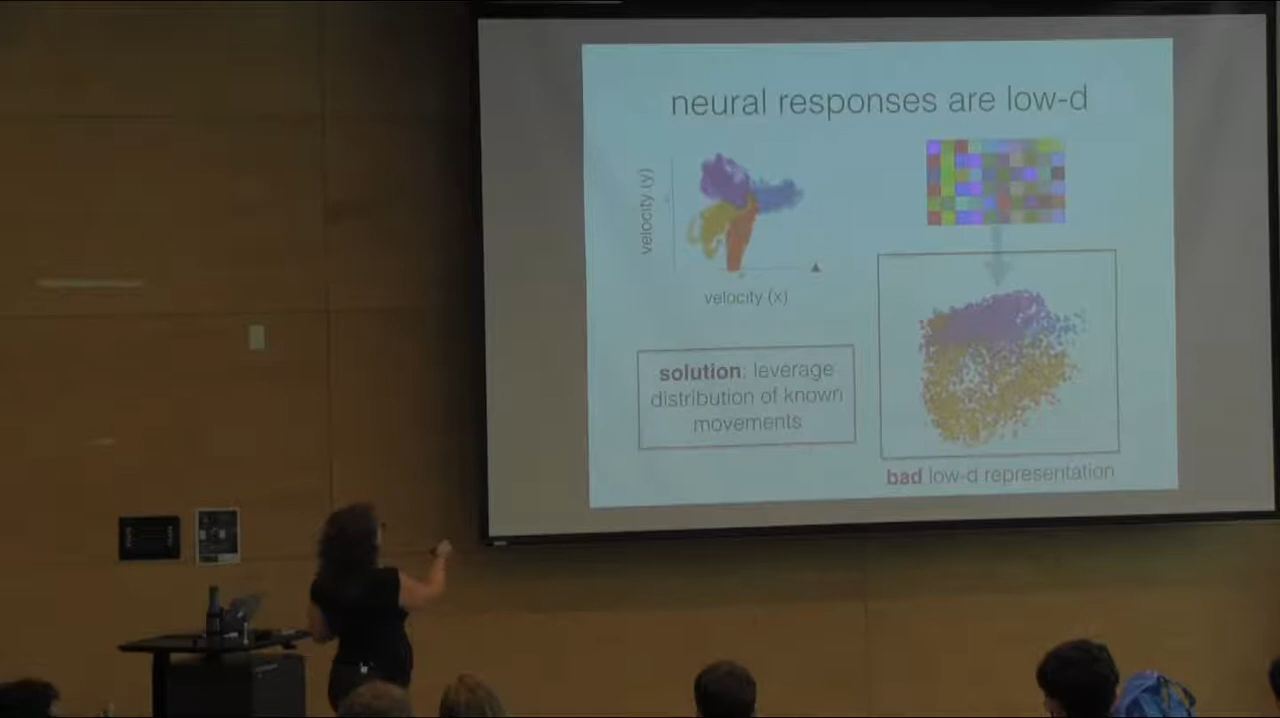 neural responses are low-d
velocity (y)
velocity (x)
solution: leverage
distribution of known
movements
bad low-d representation